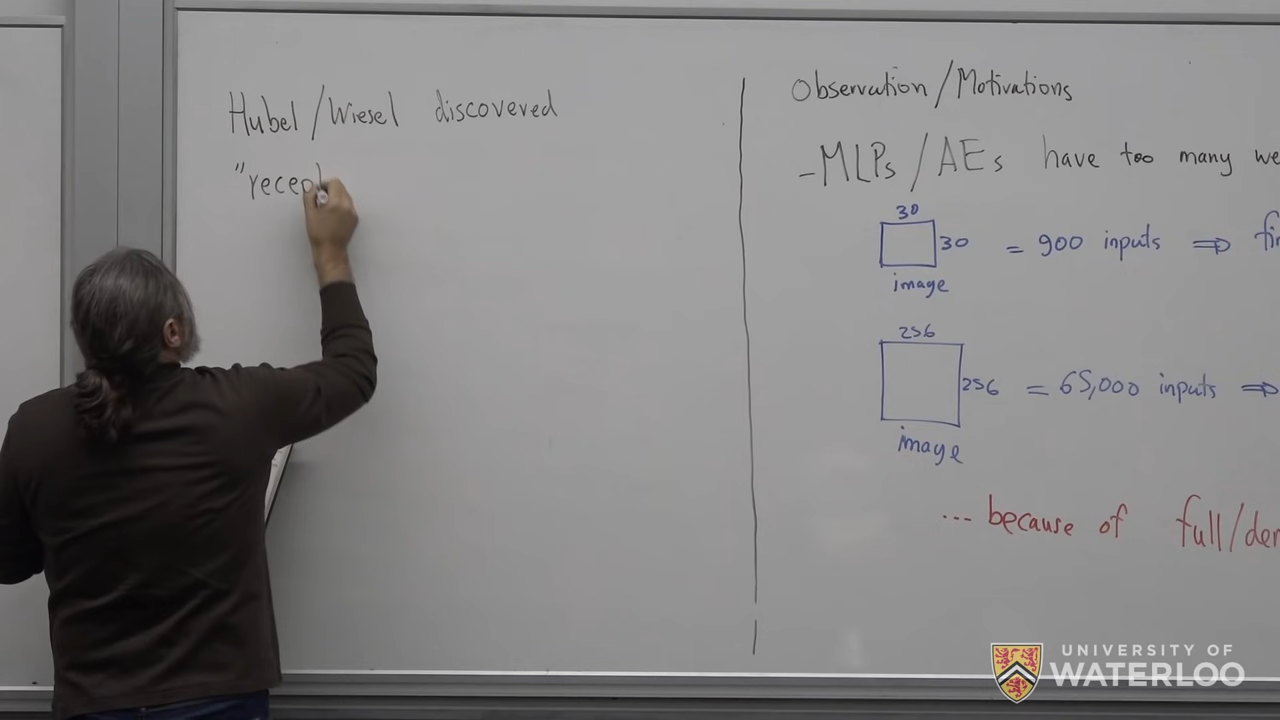 Hubel/Wiesel discovered
"recep
Observation/Motivations
-MLPs/AEs have too many we
30
30
= 900 inputs ⇒ fi
image
256
256
= 65,000 inputs ⇒
image
... because of full/den
UNIVERSITY OF
WATERLOO